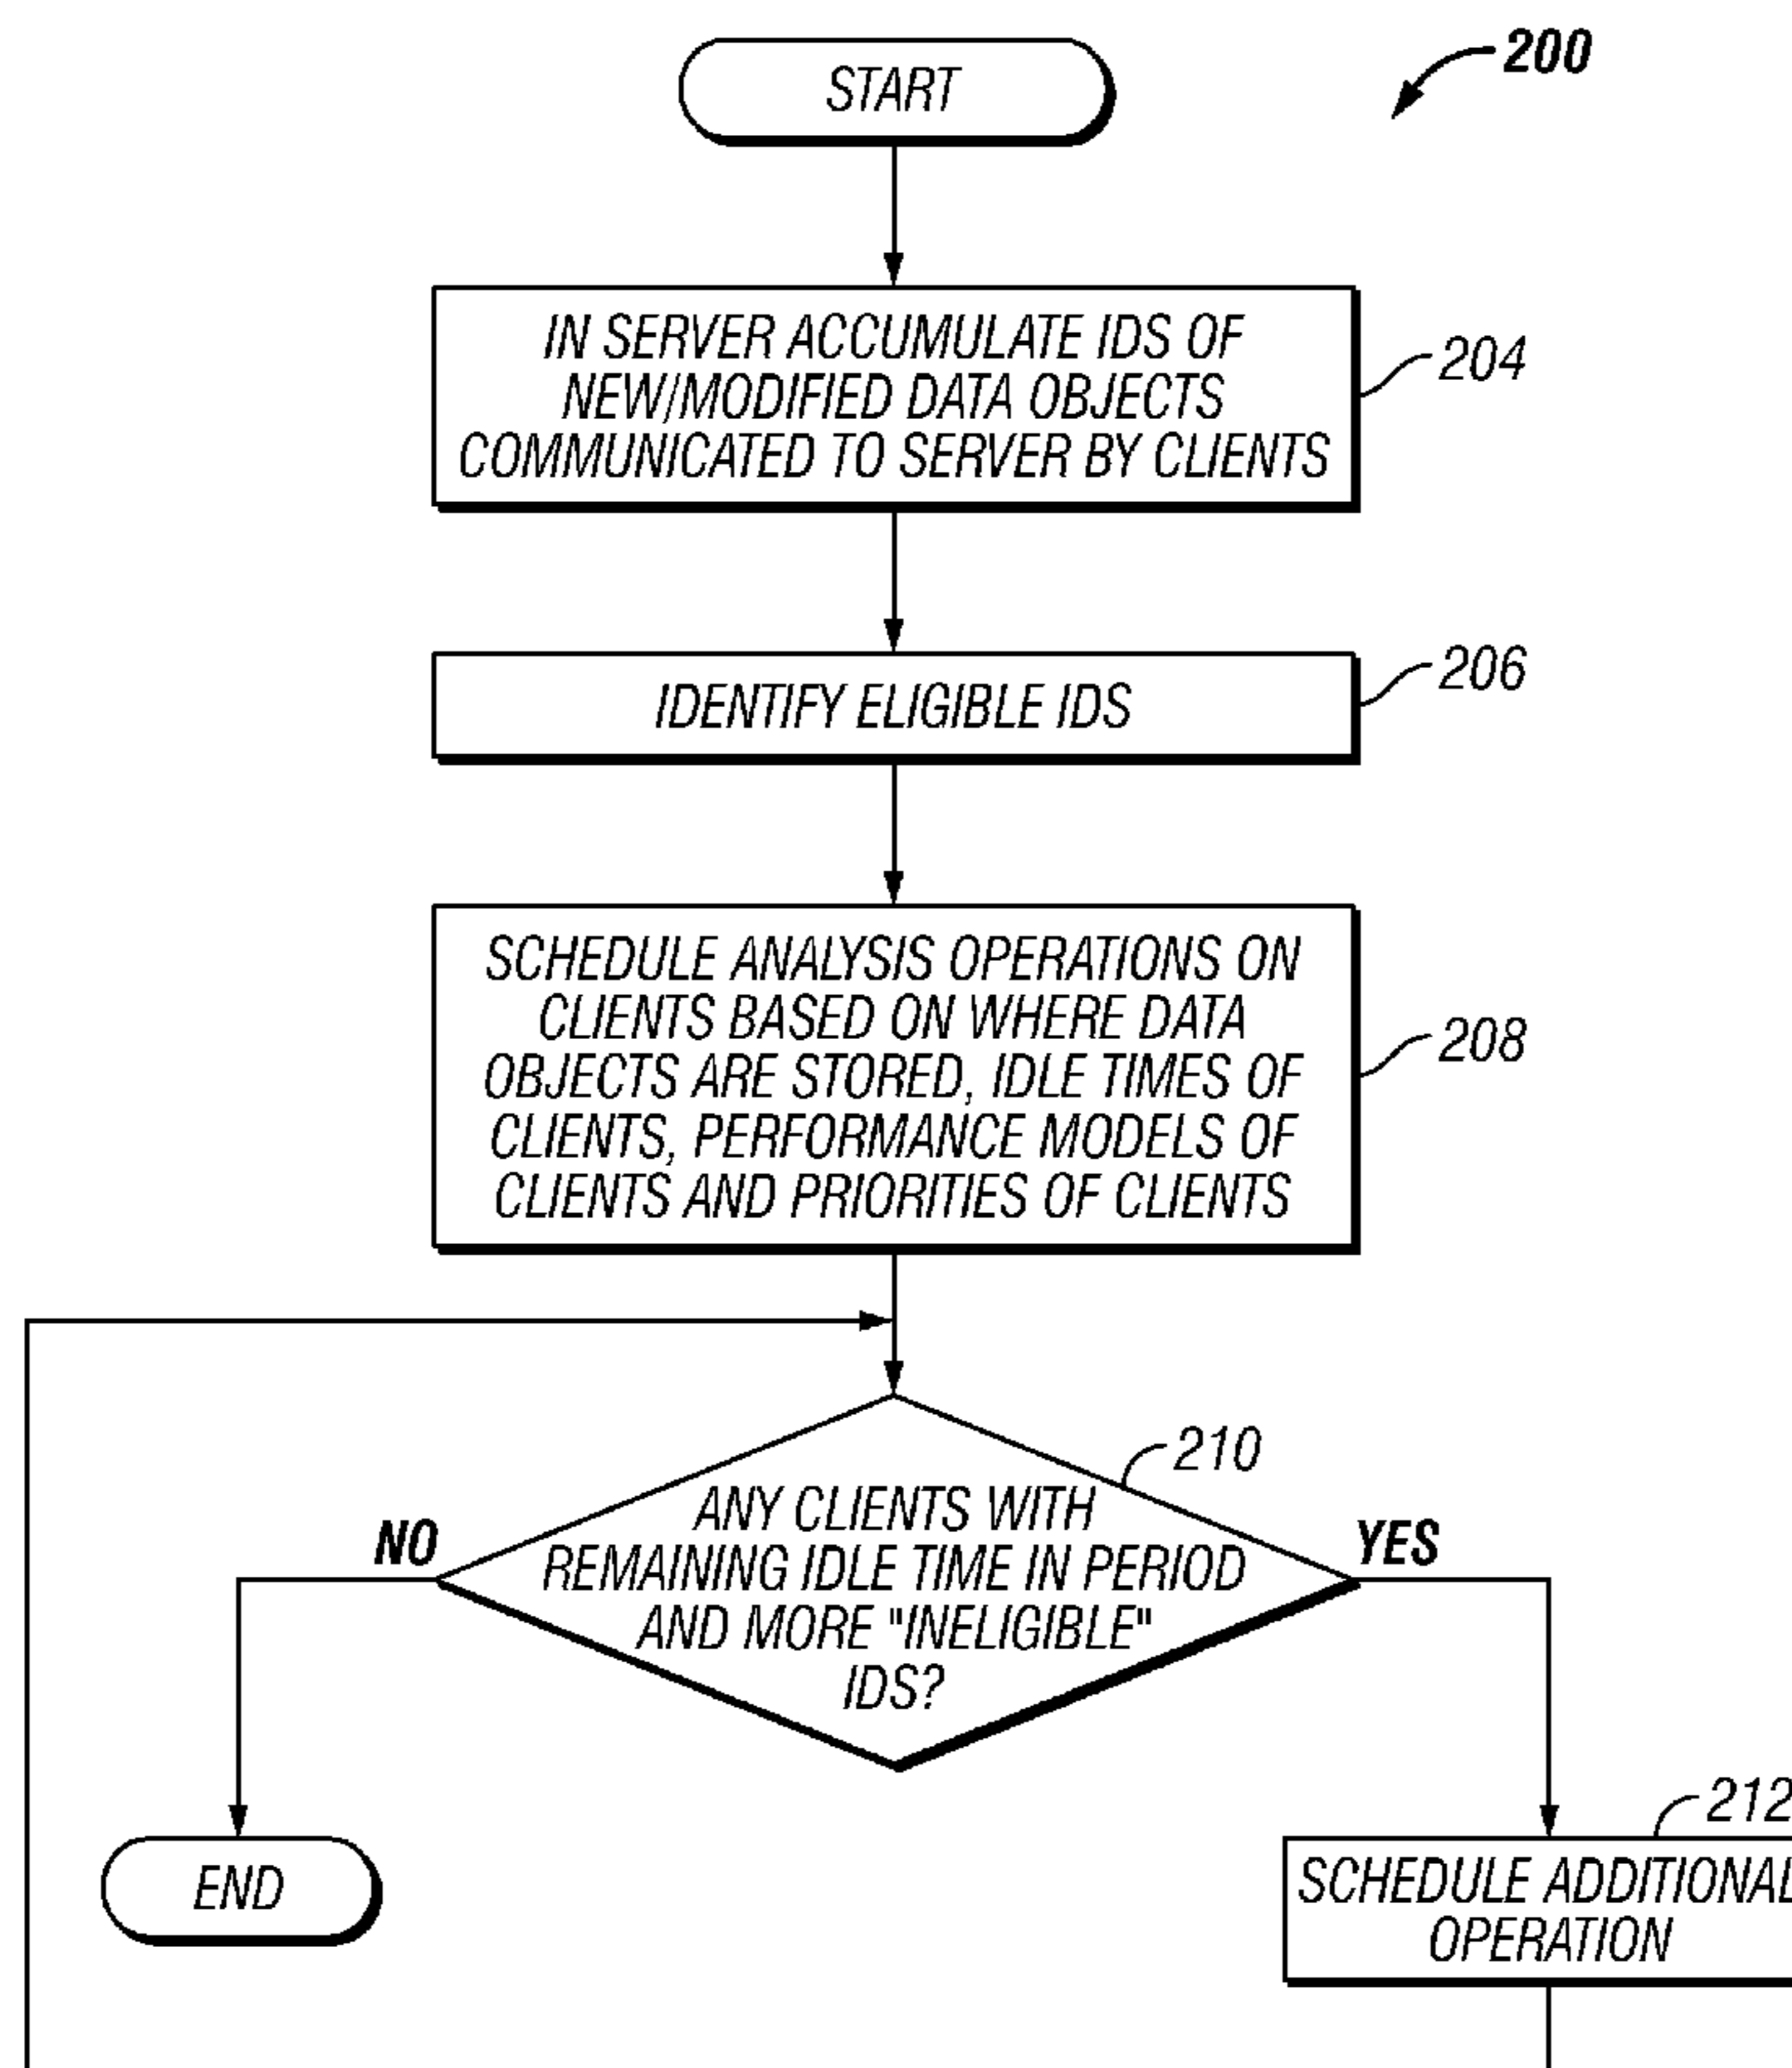 START
200
IN SERVER ACCUMULATE IDS OF
NEW/MODIFIED DATA OBJECTS
COMMUNICATED TO SERVER BY CLIENTS
204
IDENTIFY ELIGIBLE IDS
206
SCHEDULE ANALYSIS OPERATIONS ON
CLIENTS BASED ON WHERE DATA
OBJECTS ARE STORED, IDLE TIMES OF
CLIENTS, PERFORMANCE MODELS OF
CLIENTS AND PRIORITIES OF CLIENTS
208
210
ANY CLIENTS WITH
REMAINING IDLE TIME IN PERIOD
AND MORE "INELIGIBLE"
IDS?
NO
YES
END
212
SCHEDULE ADDITIONAL
OPERATION